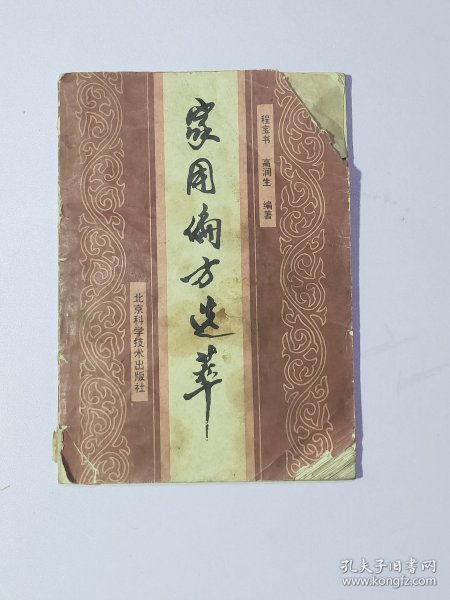 家用偏方选萃
程宝书 高润生 编著
北京科学技术出版社
孔夫子旧书网
www.kongfz.com